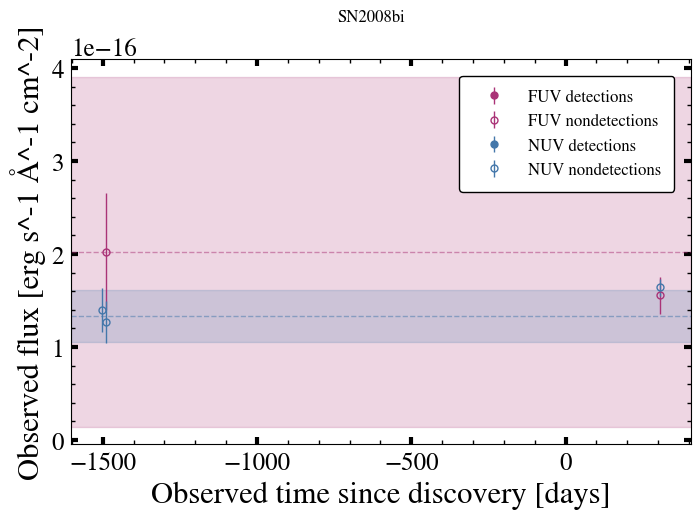 SN2008bi
1e−16
Observed flux [erg s^-1 Å^-1 cm^-2]
4
3
2
1
0
FUV detections
FUV nondetections
NUV detections
NUV nondetections
−1500
−1000
−500
0
Observed time since discovery [days]